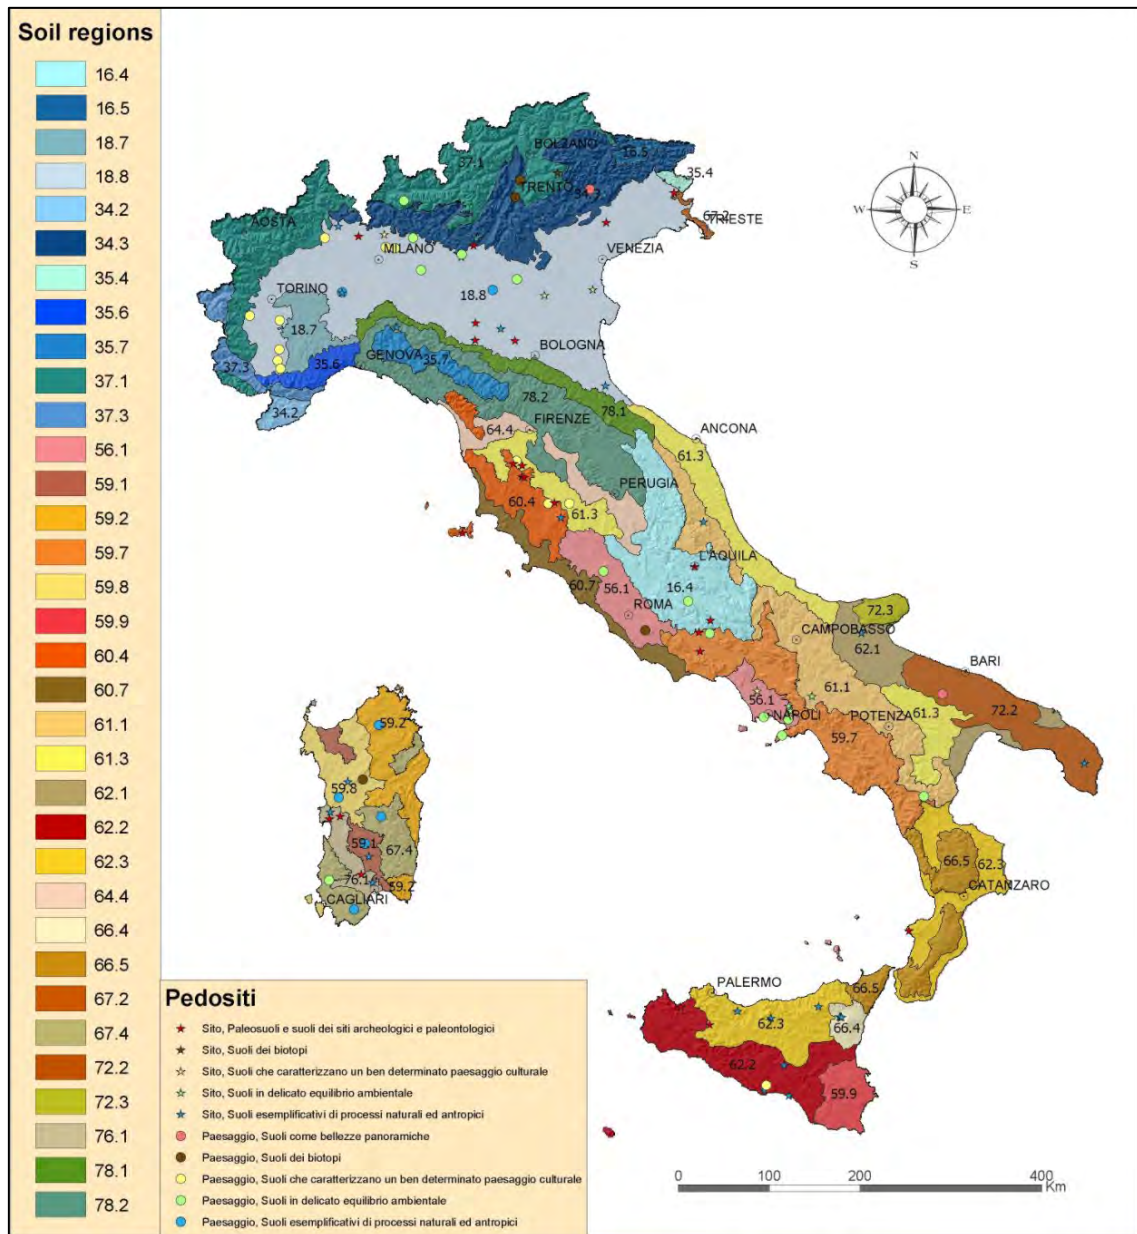 Soil regions
16.4
16.5
18.7
18.8
34.2
34.3
35.4
35.6
35.7
37.1
37.3
56.1
59.1
59.2
59.7
59.8
59.9
60.4
60.7
61.1
61.3
62.1
62.2
62.3
64.4
66.4
66.5
67.2
67.4
72.2
72.3
76.1
78.1
78.2
N
W E
S
BOLZANO
16.5
37.1
35.4
TRENTO
34.3
67.2
TRIESTE
AOSTA
MILANO
VENEZIA
TORINO
18.8
18.7
BOLOGNA
GENOVA
35.7
37.3
35.6
78.2
34.2
78.1
FIRENZE
64.4
ANCONA
61.3
PERUGIA
60.4
61.3
L'AQUILA
60.7
56.1
16.4
ROMA
72.3
CAMPOBASSO
62.1
BARI
61.1
56.1
61.3
72.2
NAPOLI
POTENZA
59.7
59.2
59.8
59.1
67.4
76.1
59.2
CAGLIARI
66.5
62.3
CATANZARO
PALERMO
66.5
62.3
66.4
62.2
59.9
Pedositi
Sito, Paleosuoli e suoli dei siti archeologici e paleontologici
Sito, Suoli dei biotopi
Sito, Suoli che caratterizzano un ben determinato paesaggio culturale
Sito, Suoli in delicato equilibrio ambientale
Sito, Suoli esemplificativi di processi naturali ed antropici
Paesaggio, Suoli come bellezze panoramiche
Paesaggio, Suoli dei biotopi
Paesaggio, Suoli che caratterizzano un ben determinato paesaggio culturale
Paesaggio, Suoli in delicato equilibrio ambientale
Paesaggio, Suoli esemplificativi di processi naturali ed antropici
0 100 200 400
Km